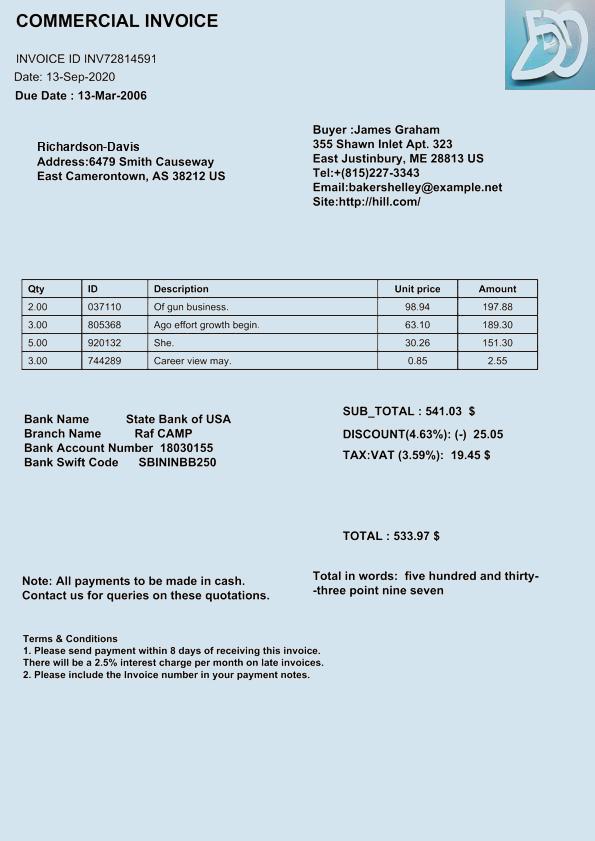 COMMERCIAL INVOICE
INVOICE ID INV72814591
Date: 13-Sep-2020
Due Date : 13-Mar-2006
Richardson-Davis
Address:6479 Smith Causeway
East Camerontown, AS 38212 US
Buyer :James Graham
355 Shawn Inlet Apt. 323
East Justinbury, ME 28813 US
Tel:+(815)227-3343
Email:bakershelley@example.net
Site:http://hill.com/
Qty ID Description Unit price Amount
2.00 037110 Of gun business. 98.94 197.88
3.00 805368 Ago effort growth begin. 63.10 189.30
5.00 920132 She. 30.26 151.30
3.00 744289 Career view may. 0.85 2.55
Bank Name State Bank of USA
Branch Name Raf CAMP
Bank Account Number 18030155
Bank Swift Code SBININBB250
SUB_TOTAL : 541.03 $
DISCOUNT(4.63%): (-) 25.05
TAX:VAT (3.59%): 19.45 $
TOTAL : 533.97 $
Note: All payments to be made in cash.
Contact us for queries on these quotations.
Total in words: five hundred and thirty-
-three point nine seven
Terms & Conditions
1. Please send payment within 8 days of receiving this invoice.
There will be a 2.5% interest charge per month on late invoices.
2. Please include the Invoice number in your payment notes.